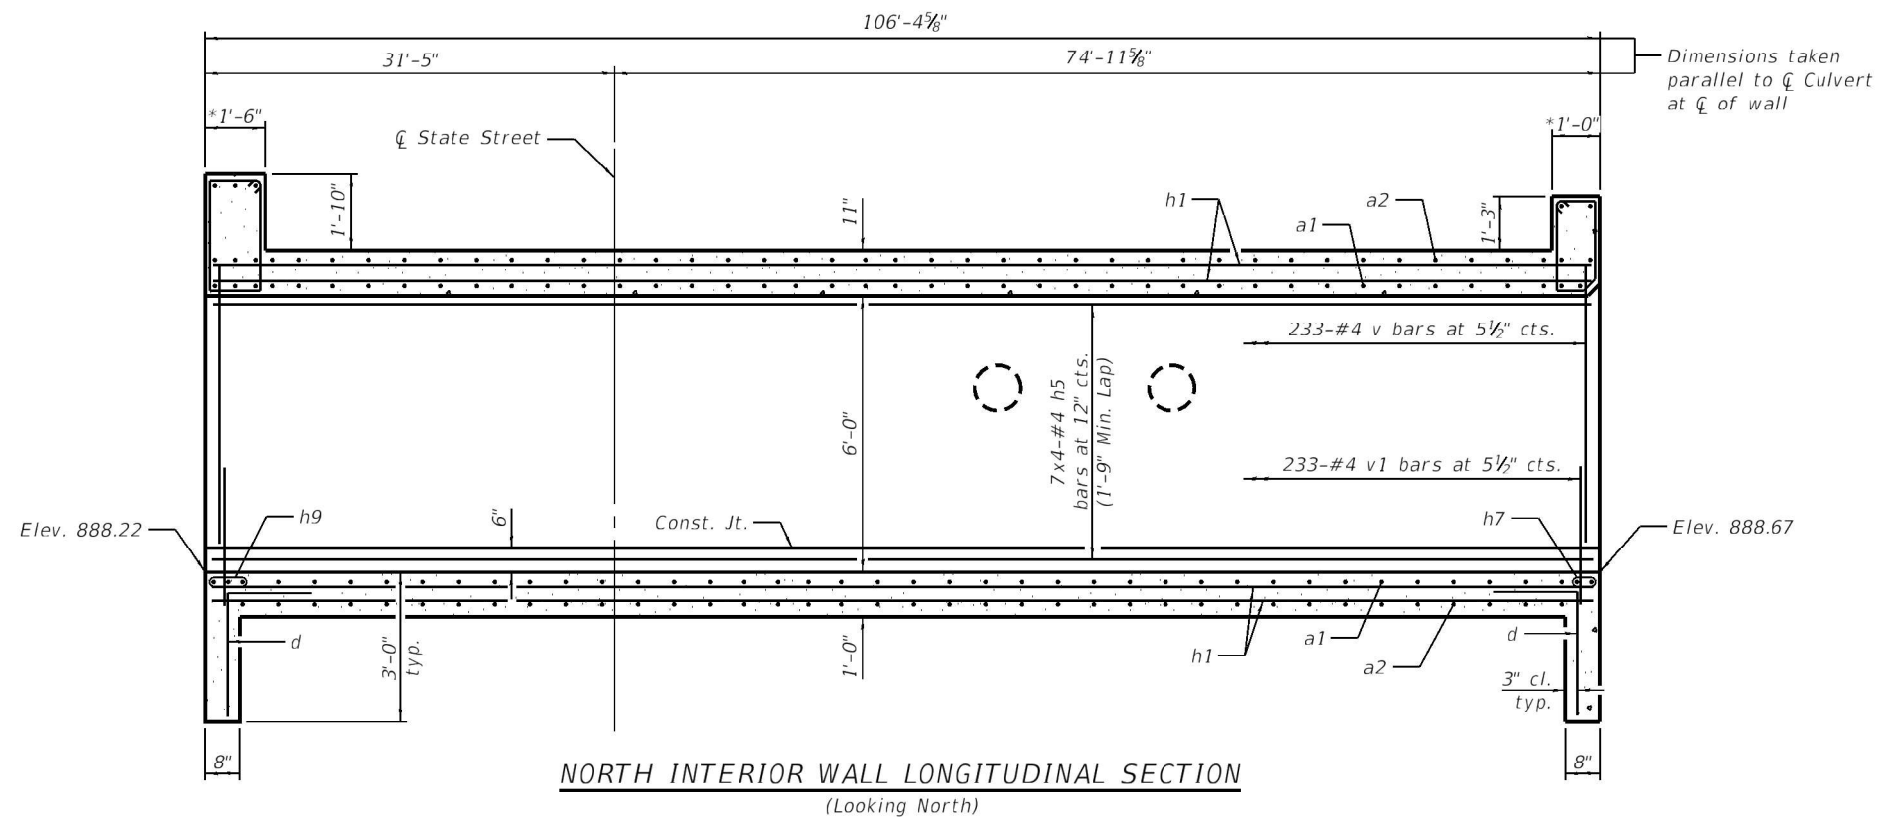 106'-4⅝"
31'-5"
74'-11⅝"
Dimensions taken
parallel to ℄ Culvert
at ℄ of wall
*1'-6"
*1'-0"
℄ State Street
1'-10"
11"
h1
a2
a1
1'-3"
233-#4 v bars at 5½" cts.
7x4-#4 h5
bars at 12" cts.
(1'-9" Min. Lap)
6'-0"
233-#4 v1 bars at 5½" cts.
Elev. 888.22
h9
6"
Const. Jt.
h7
Elev. 888.67
d
3'-0"
typ.
1'-0"
h1
a1
a2
d
3" cl.
typ.
8"
8"
NORTH INTERIOR WALL LONGITUDINAL SECTION
(Looking North)